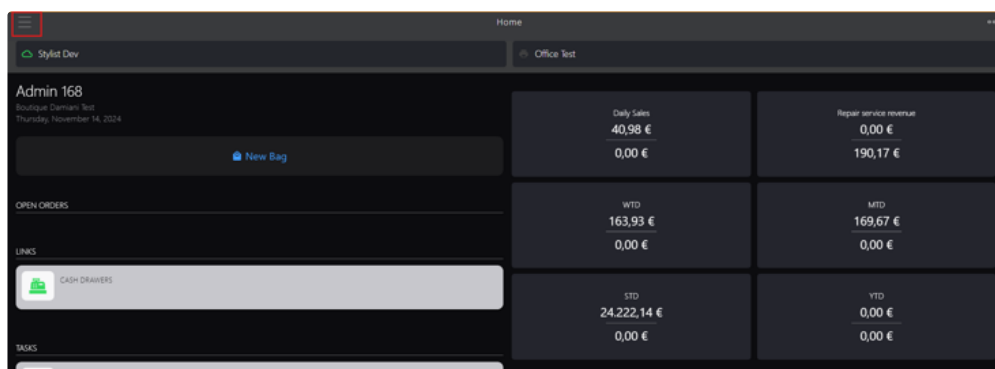 Home
Stylist Dev
Office Test
Admin 168
Boutique Damiani Test
Thursday, November 14, 2024
New Bag
OPEN ORDERS
LINKS
CASH DRAWERS
TASKS
Daily Sales
40,98 €
0,00 €
Repair service revenue
0,00 €
190,17 €
WTD
163,93 €
0,00 €
MTD
169,67 €
0,00 €
STD
24.222,14 €
0,00 €
YTD
0,00 €
0,00 €